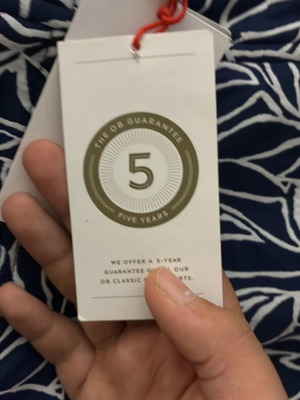 THE OB GUARANTEE
5
FIVE YEARS
WE OFFER A 5-YEAR
GUARANTEE OUR
OB CLASSIC